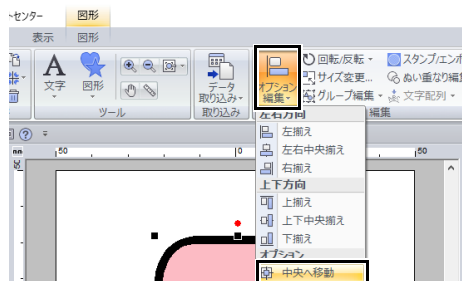 センター 図形
表示 図形
文字 図形
データ
取り込み
オプション
編集
回転/反転
サイズ変更...
グループ編集
スタンプ/エンボ
ぬい重なり編
文字配列
ツール 取り込み 編集
左右方向
50 0 50
左揃え
左右中央揃え
右揃え
上下方向
上揃え
上下中央揃え
下揃え
オプション
中央へ移動